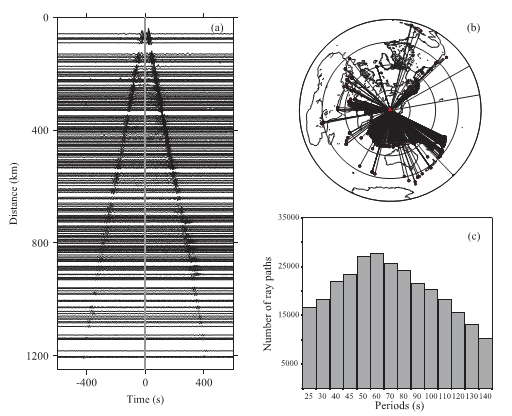 (a)
0
400
800
1200
Distance (km)
-400
0
400
Time (s)
(b)
(c)
35000
25000
15000
5000
Number of ray paths
25 30 40 45 50 60 70 80 90 100 110 120 130 140
Periods (s)